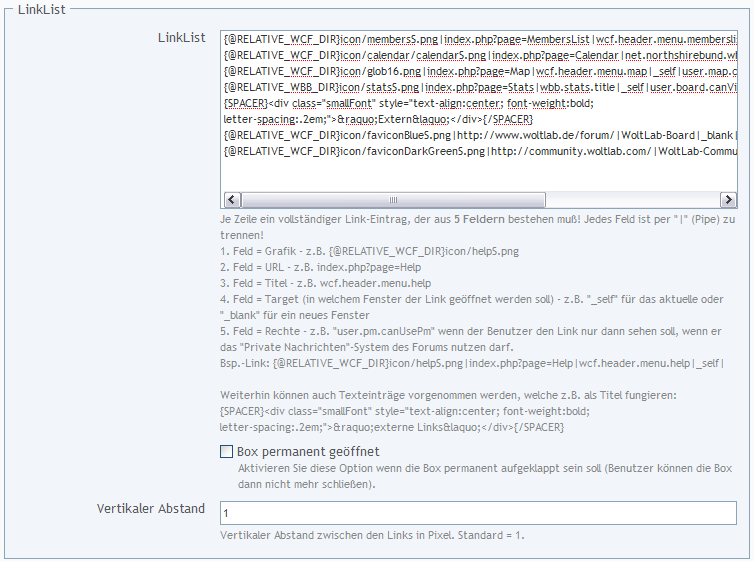 LinkList
LinkList
{@RELATIVE_WCF_DIR}icon/membersS.png|index.php?page=MembersList|wcf.header.menu.memberslis
{@RELATIVE_WCF_DIR}icon/calendar/calendarS.png|index.php?page=Calendar|net.northshirebund.wb
{@RELATIVE_WCF_DIR}icon/glob16.png|index.php?page=Map|wcf.header.menu.map|_self|user.map.c
{@RELATIVE_WBB_DIR}icon/statsS.png|index.php?page=Stats|wbb.stats.title|_self|user.board.canVi
{SPACER}<div class="smallFont" style="text-align:center; font-weight:bold;
letter-spacing:.2em;">&raquo;Extern&laquo;</div>{/SPACER}
{@RELATIVE_WCF_DIR}icon/faviconBlueS.png|http://www.woltlab.de/forum/|WoltLab-Board|_blank|
{@RELATIVE_WCF_DIR}icon/faviconDarkGreenS.png|http://community.woltlab.com/|WoltLab-Commu
Je Zeile ein vollständiger Link-Eintrag, der aus 5 Feldern bestehen muß! Jedes Feld ist per "|" (Pipe) zu
trennen!
1. Feld = Grafik - z.B. {@RELATIVE_WCF_DIR}icon/helpS.png
2. Feld = URL - z.B. index.php?page=Help
3. Feld = Titel - z.B. wcf.header.menu.help
4. Feld = Target (in welchem Fenster der Link geöffnet werden soll) - z.B. "_self" für das aktuelle oder
"_blank" für ein neues Fenster
5. Feld = Rechte - z.B. "user.pm.canUsePm" wenn der Benutzer den Link nur dann sehen soll, wenn er
das "Private Nachrichten"-System des Forums nutzen darf.
Bsp.-Link: {@RELATIVE_WCF_DIR}icon/helpS.png|index.php?page=Help|wcf.header.menu.help|_self|
Weiterhin können auch Texteinträge vorgenommen werden, welche z.B. als Titel fungieren:
{SPACER}<div class="smallFont" style="text-align:center; font-weight:bold;
letter-spacing:.2em;">&raquo;externe Links&laquo;</div>{/SPACER}
Box permanent geöffnet
Aktivieren Sie diese Option wenn die Box permanent aufgeklappt sein soll (Benutzer können die Box
dann nicht mehr schließen).
Vertikaler Abstand
1
Vertikaler Abstand zwischen den Links in Pixel. Standard = 1.